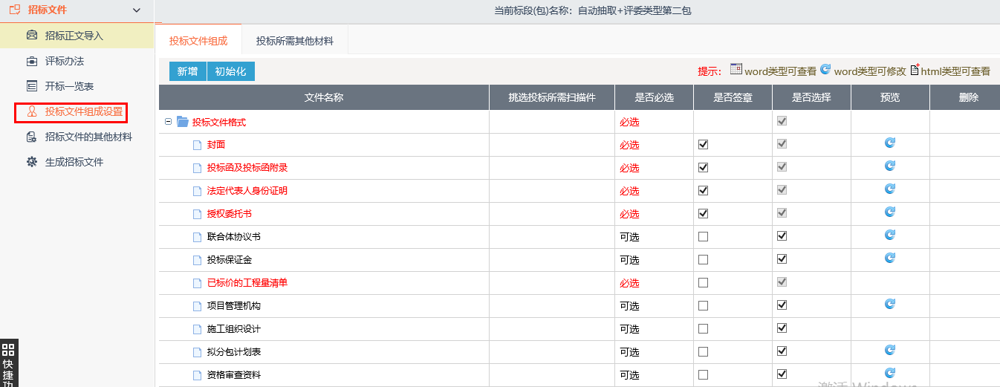 招标文件
当前标段(包)名称：自动抽取+评委类型第二包
招标正文导入
评标办法
开标一览表
投标文件组成设置
招标文件的其他材料
生成招标文件
快
捷
投标文件组成 投标所需其他材料
新增 初始化 提示： word类型可查看 word类型可修改 html类型可查看
文件名称 挑选投标所需扫描件 是否必选 是否签章 是否选择 预览 删除
投标文件格式 必选
封面 必选
投标函及投标函附录 必选
法定代表人身份证明 必选
授权委托书 必选
联合体协议书 可选
投标保证金 可选
已标价的工程量清单 必选
项目管理机构 可选
施工组织设计 可选
拟分包计划表 可选
资格审查资料 可选
激活 Windows